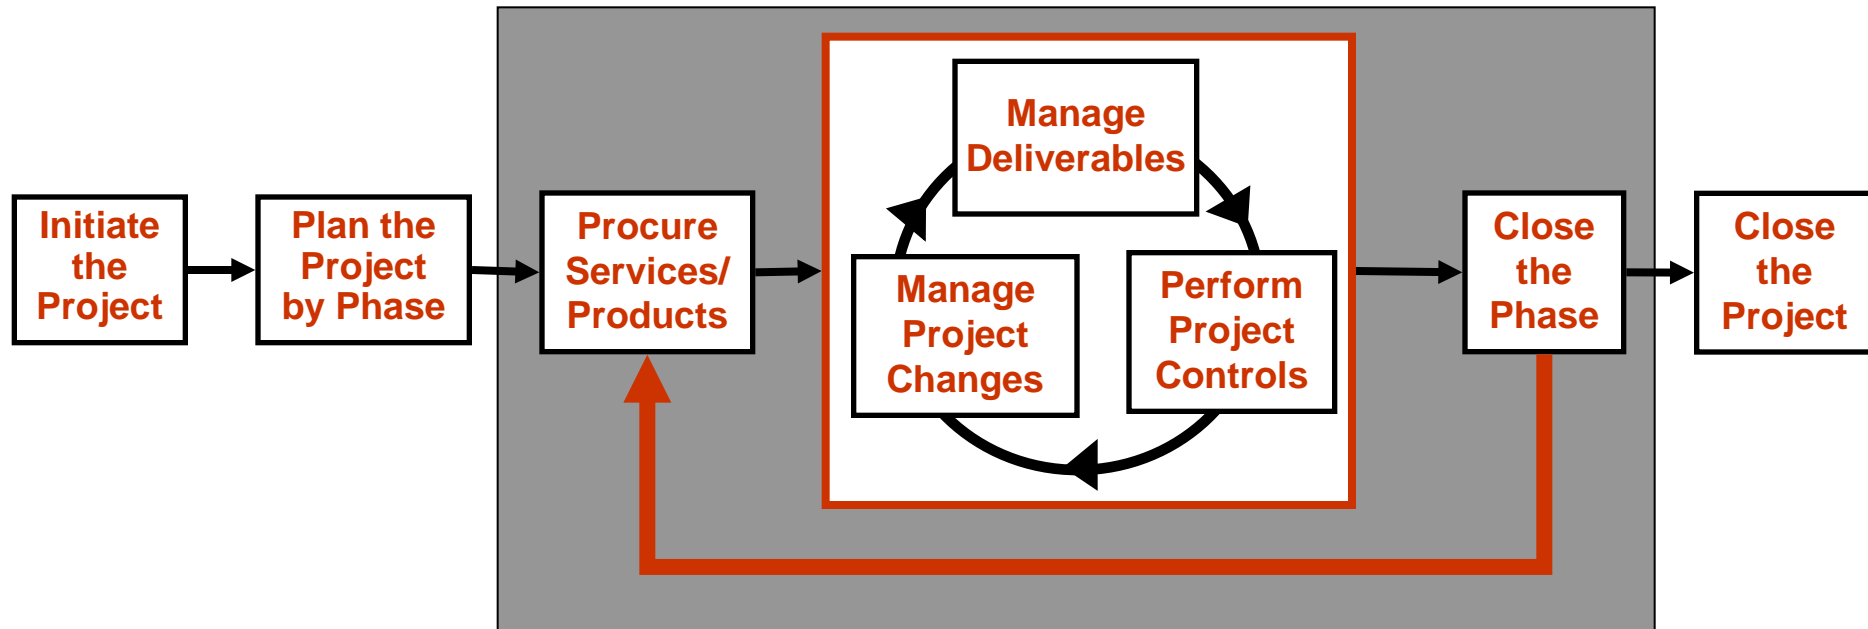 Initiate
the
Project
Plan the
Project
by Phase
Procure
Services/
Products
Manage
Deliverables
Manage
Project
Changes
Perform
Project
Controls
Close
the
Phase
Close
the
Project